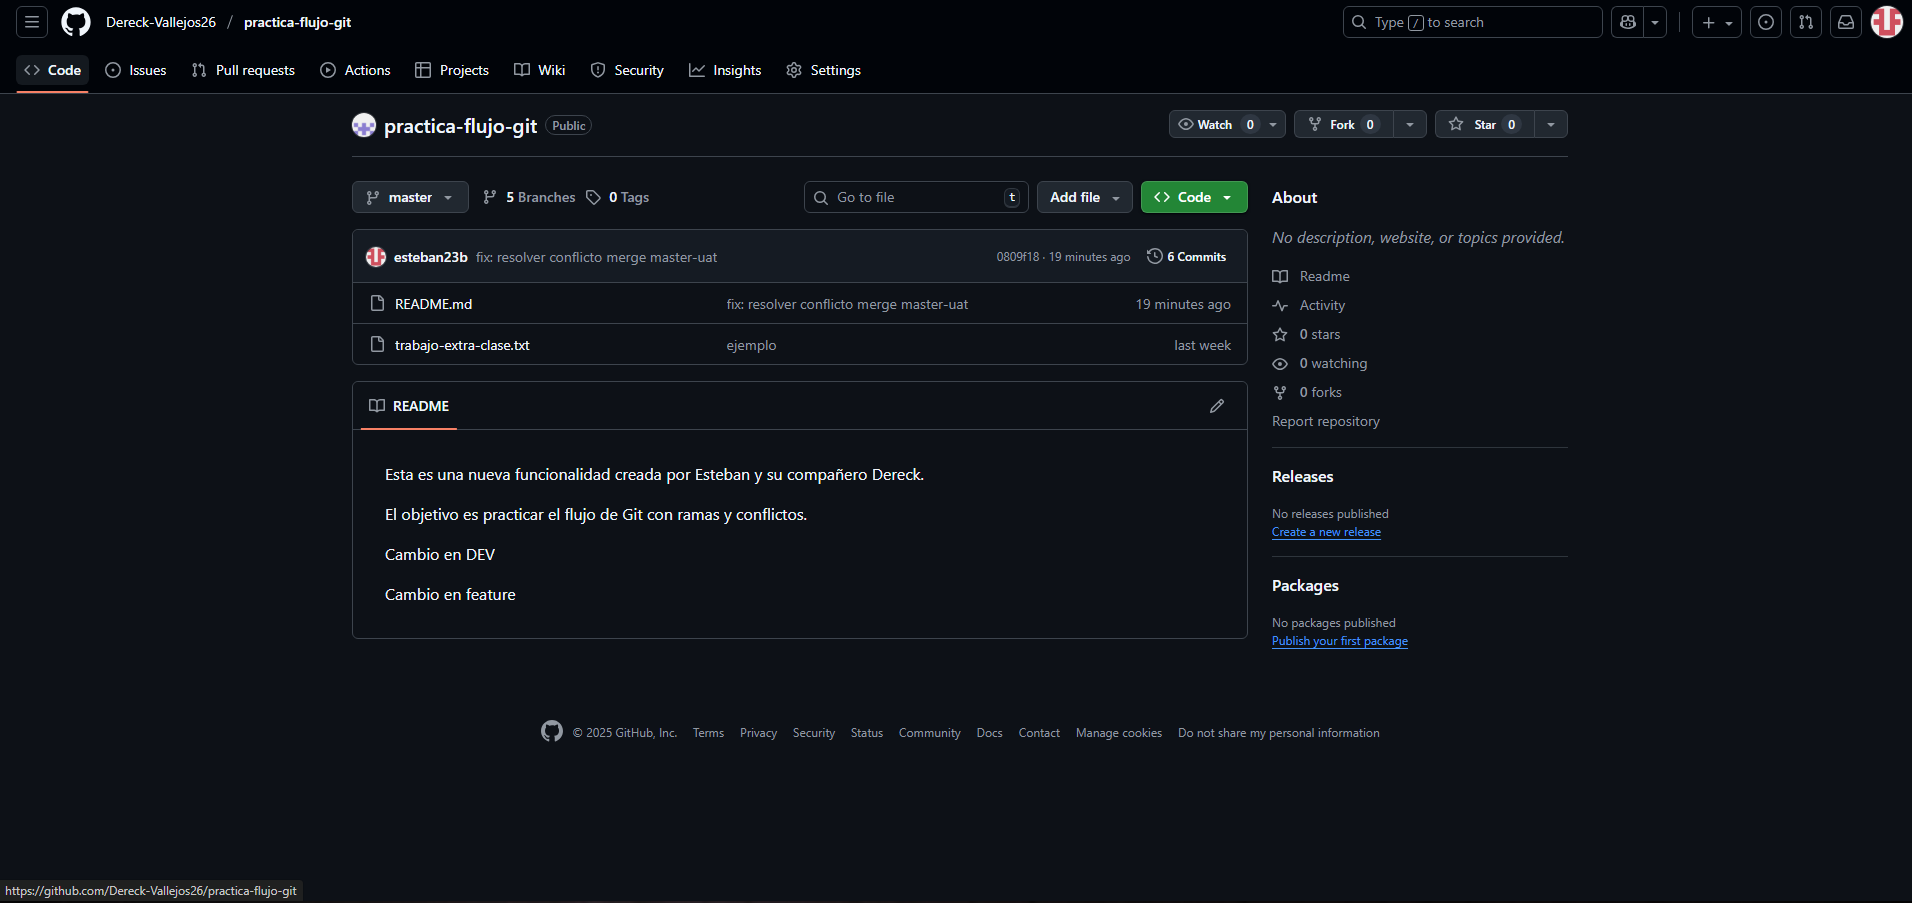 Dereck-Vallejos26 / practica-flujo-git
Type / to search
Code Issues Pull requests Actions Projects Wiki Security Insights Settings
practica-flujo-git Public
Watch 0 Fork 0 Star 0
master 5 Branches 0 Tags Go to file t Add file Code
esteban23b fix: resolver conflicto merge master-uat 0809f18 · 19 minutes ago 6 Commits
README.md fix: resolver conflicto merge master-uat 19 minutes ago
trabajo-extra-clase.txt ejemplo last week
README
Esta es una nueva funcionalidad creada por Esteban y su compañero Dereck.
El objetivo es practicar el flujo de Git con ramas y conflictos.
Cambio en DEV
Cambio en feature
About
No description, website, or topics provided.
Readme
Activity
0 stars
0 watching
0 forks
Report repository
Releases
No releases published
Create a new release
Packages
No packages published
Publish your first package
© 2025 GitHub, Inc. Terms Privacy Security Status Community Docs Contact Manage cookies Do not share my personal information
https://github.com/Dereck-Vallejos26/practica-flujo-git